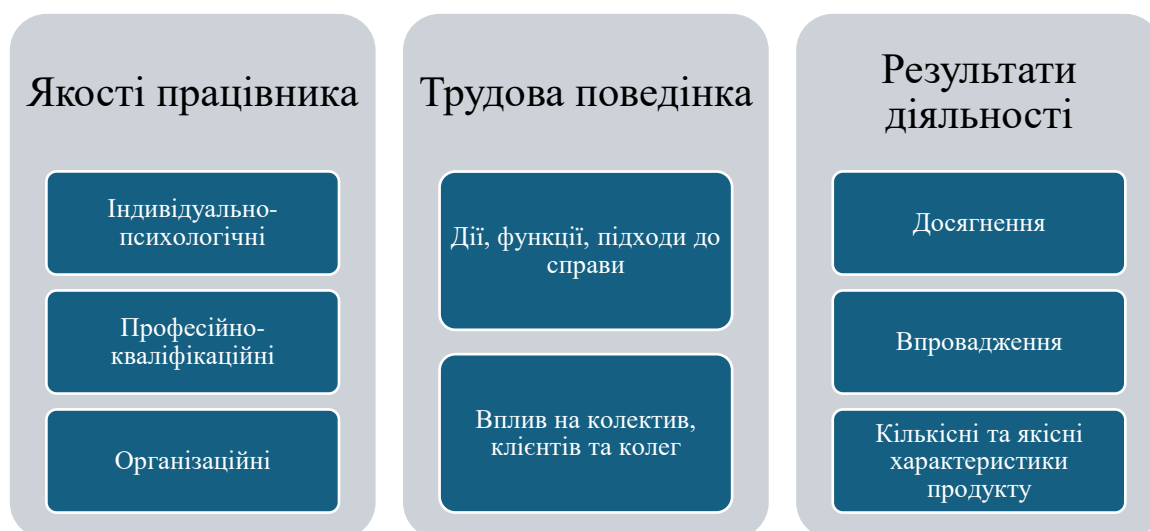 Якості працівника
Індивідуально-
психологічні
Професійно-
кваліфікаційні
Організаційні
Трудова поведінка
Дії, функції, підходи до
справи
Вплив на колектив,
клієнтів та колег
Результати
діяльності
Досягнення
Впровадження
Кількісні та якісні
характеристики
продукту